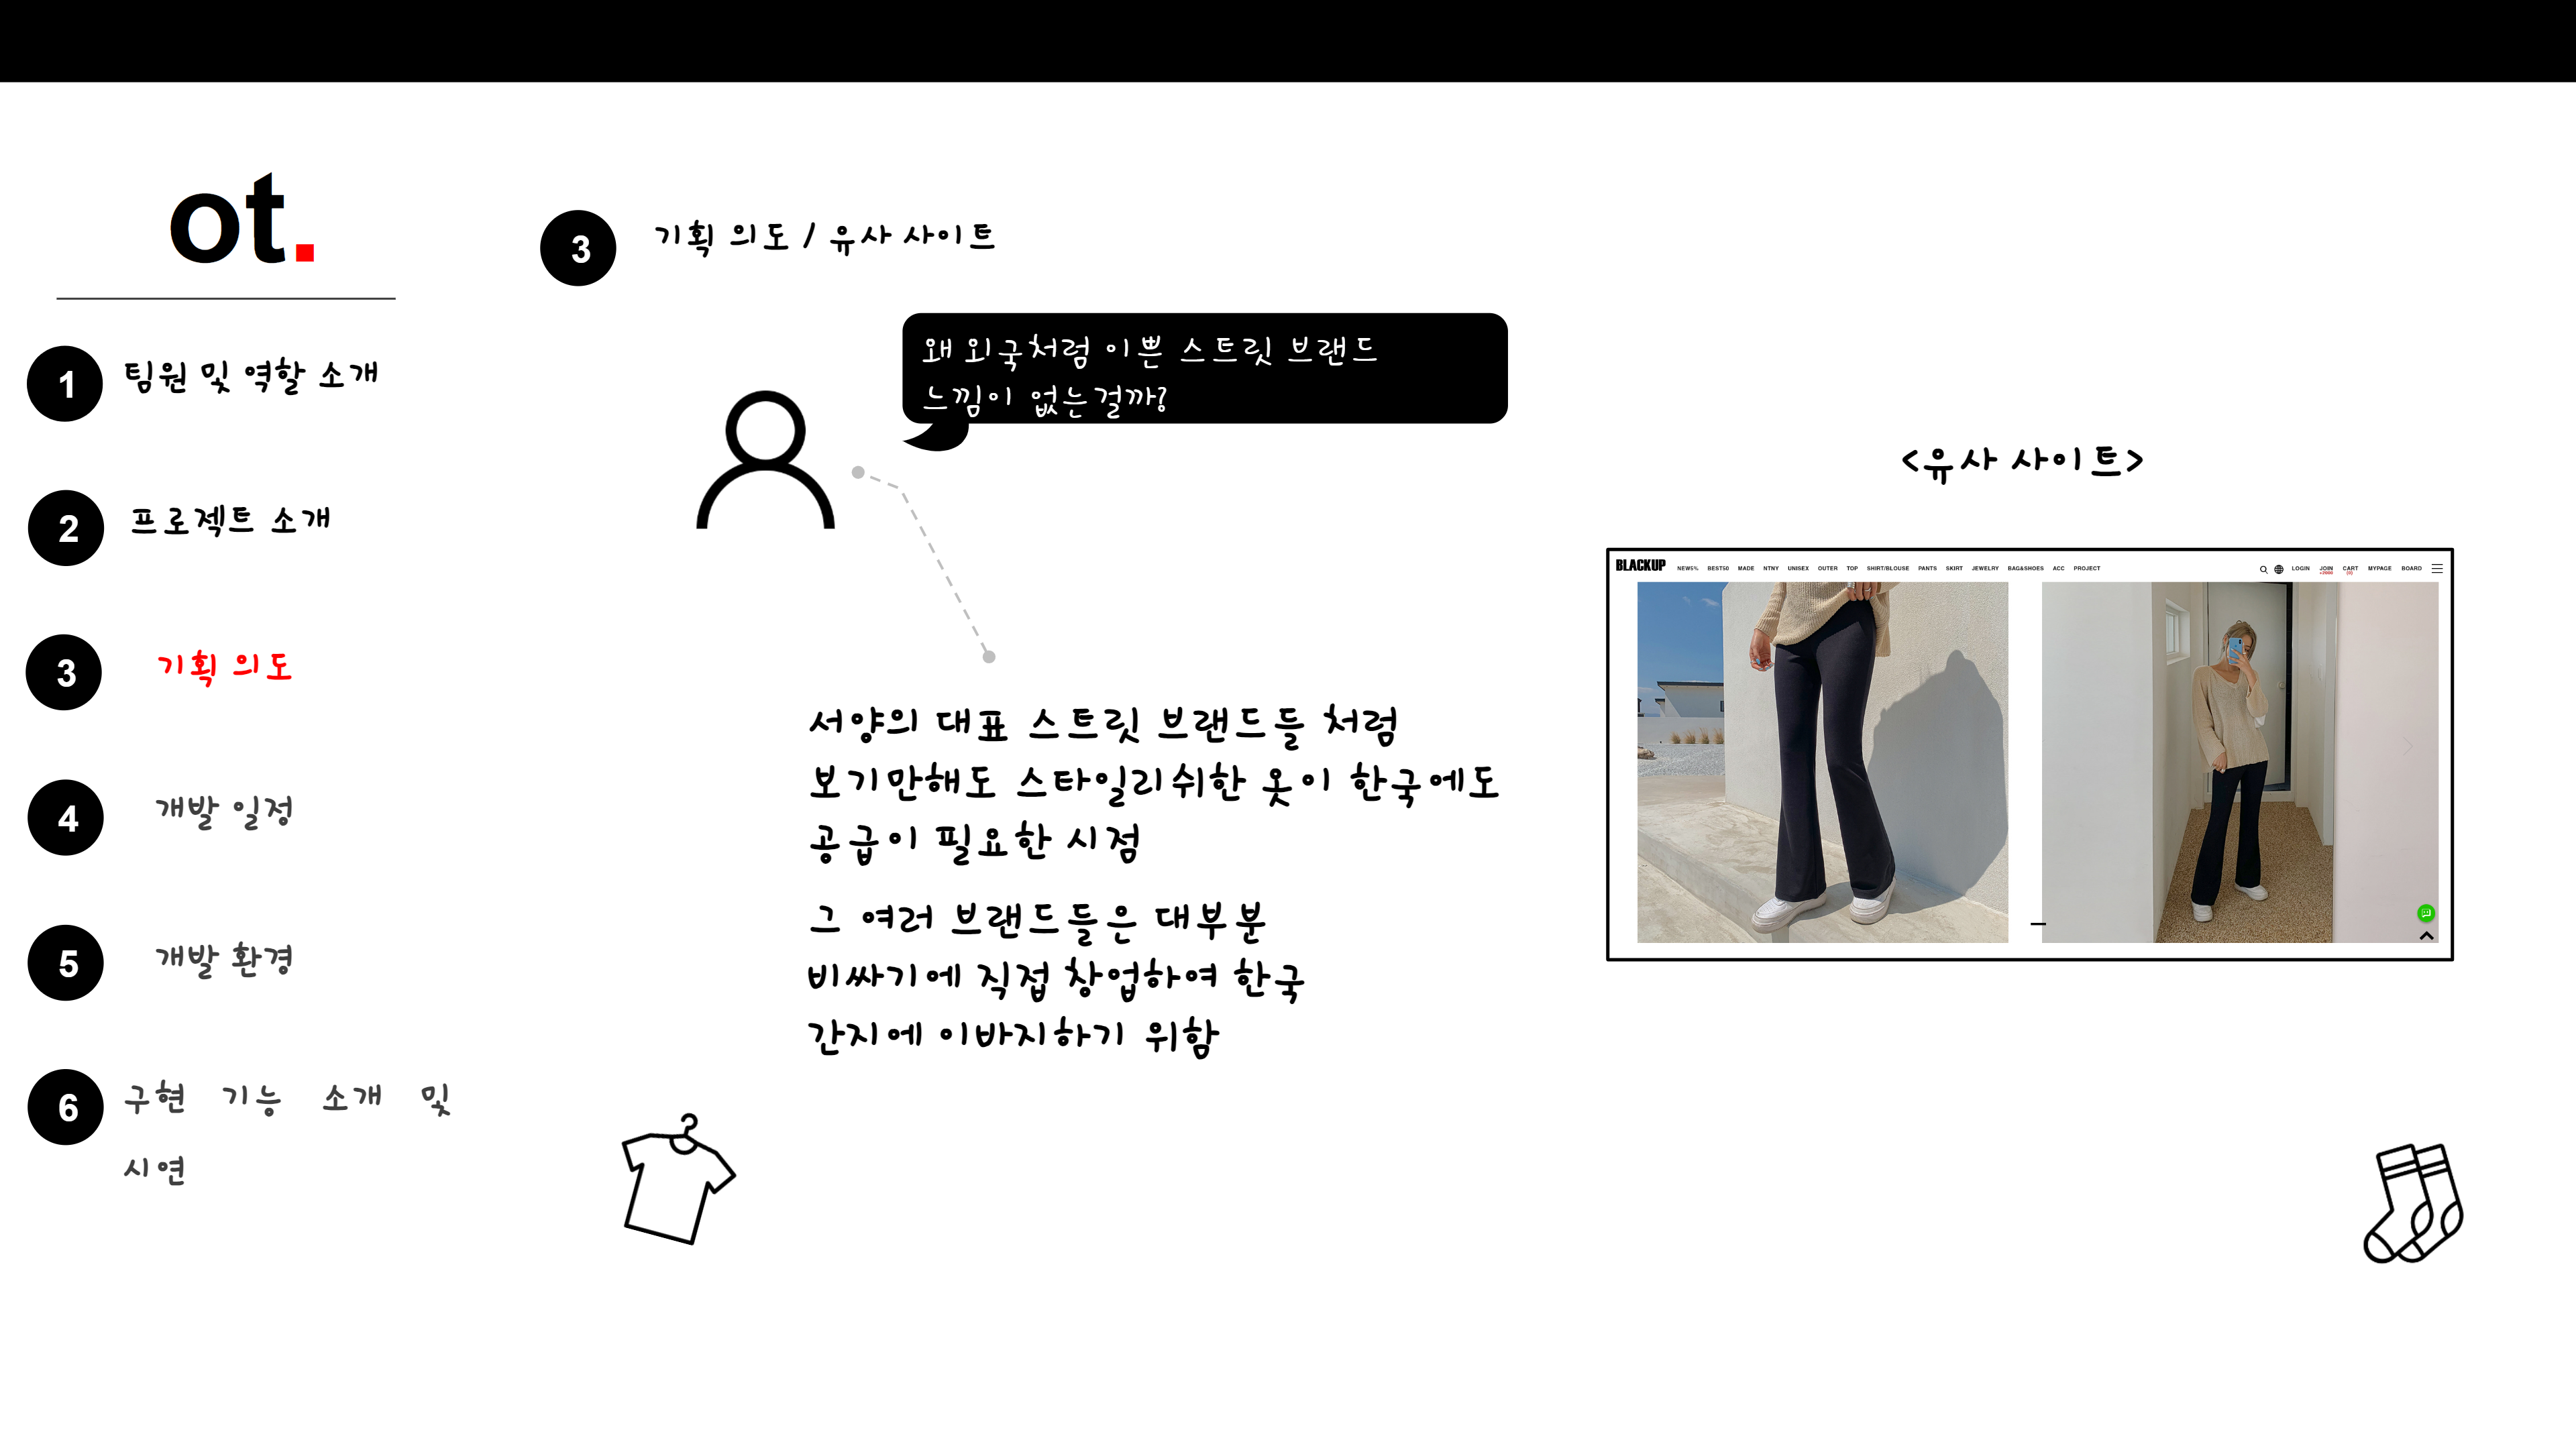 ot.
1 팀원 및 역할 소개
2 프로젝트 소개
3 기획 의도
4 개발 일정
5 개발 환경
6 구현 기능 소개 및
시연
3 기획 의도 / 유사 사이트
왜 외국처럼 이쁜 스트릿 브랜드
느낌이 없는걸까?
서양의 대표 스트릿 브랜드들 처럼
보기만해도 스타일리쉬한 옷이 한국에도
공급이 필요한 시점
그 여러 브랜드들은 대부분
비싸기에 직접 창업하여 한국
간지에 이바지하기 위함
<유사 사이트>
BLACKUP NEW5% BEST50 MADE NTNY UNISEX OUTER TOP SHIRT/BLOUSE PANTS SKIRT JEWELRY BAG&SHOES ACC PROJECT LOGIN JOIN CART MYPAGE BOARD
+2000 (0)